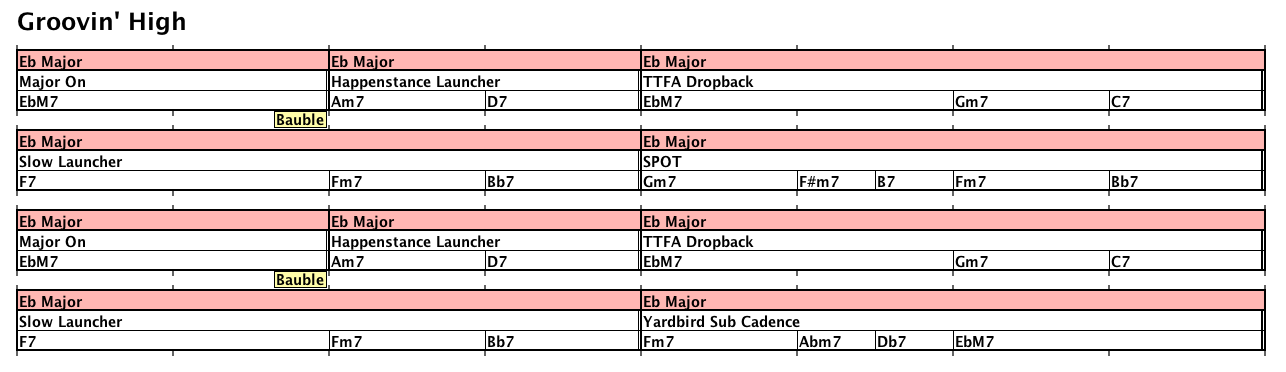 Groovin' High
Eb Major Eb Major Eb Major
Major On Happenstance Launcher TTFA Dropback
EbM7 Am7 D7 EbM7 Gm7 C7
Bauble
Eb Major Eb Major
Slow Launcher SPOT
F7 Fm7 Bb7 Gm7 F#m7 B7 Fm7 Bb7
Eb Major Eb Major Eb Major
Major On Happenstance Launcher TTFA Dropback
EbM7 Am7 D7 EbM7 Gm7 C7
Bauble
Eb Major Eb Major
Slow Launcher Yardbird Sub Cadence
F7 Fm7 Bb7 Fm7 Abm7 Db7 EbM7